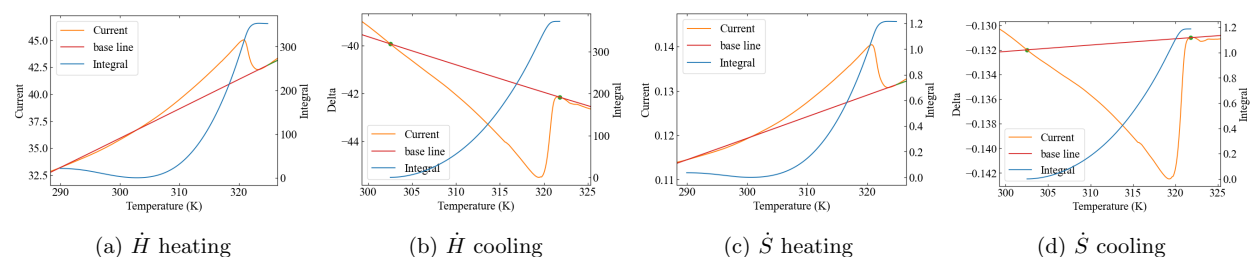 Current
base line
Integral
45.0
42.5
40.0
37.5
35.0
32.5
Current
290
300
310
320
Temperature (K)
300
200
100
0
Integral
(a) Ḣ heating
Current
base line
Integral
−40
−42
−44
Delta
300
305
310
315
320
325
Temperature (K)
300
200
100
0
Integral
(b) Ḣ cooling
Current
base line
Integral
0.14
0.13
0.12
0.11
Current
290
300
310
320
Temperature (K)
1.2
1.0
0.8
0.6
0.4
0.2
0.0
Integral
(c) Ṡ heating
Current
base line
Integral
−0.130
−0.132
−0.134
−0.136
−0.138
−0.140
−0.142
Delta
300
305
310
315
320
325
Temperature (K)
1.2
1.0
0.8
0.6
0.4
0.2
0.0
Integral
(d) Ṡ cooling